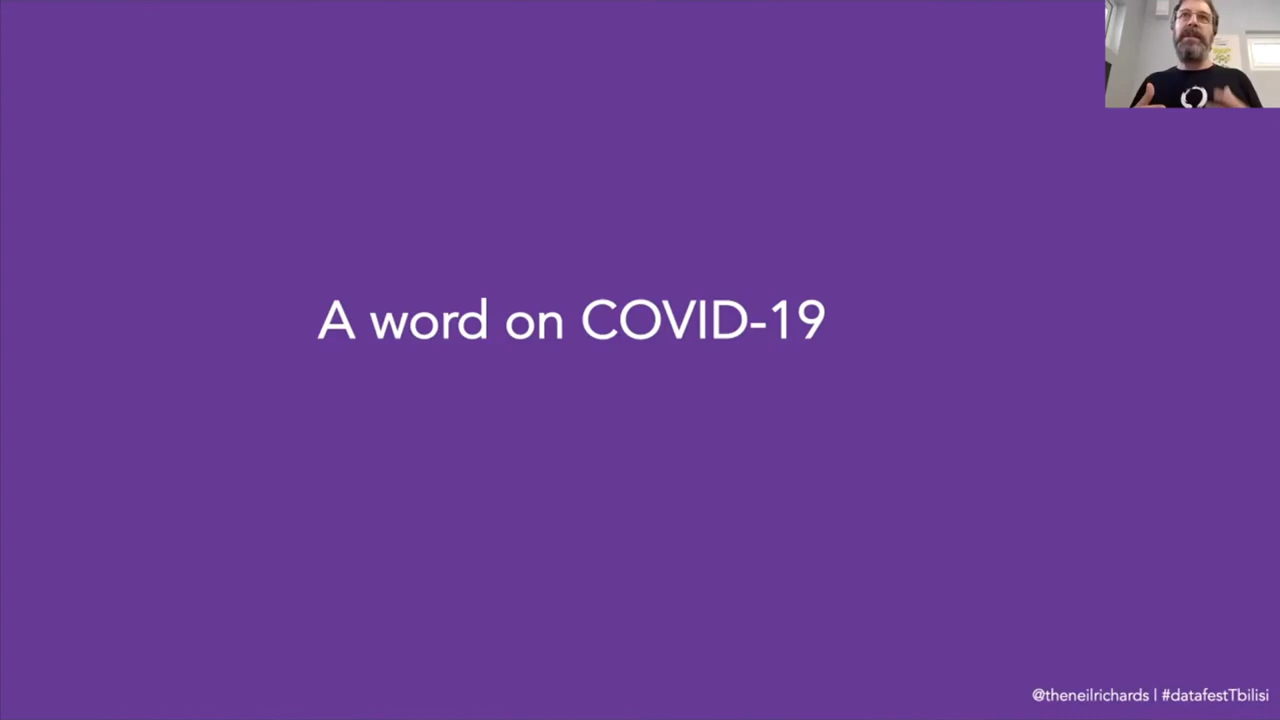 A word on COVID-19
@theneilrichards | #datafestTbilisi